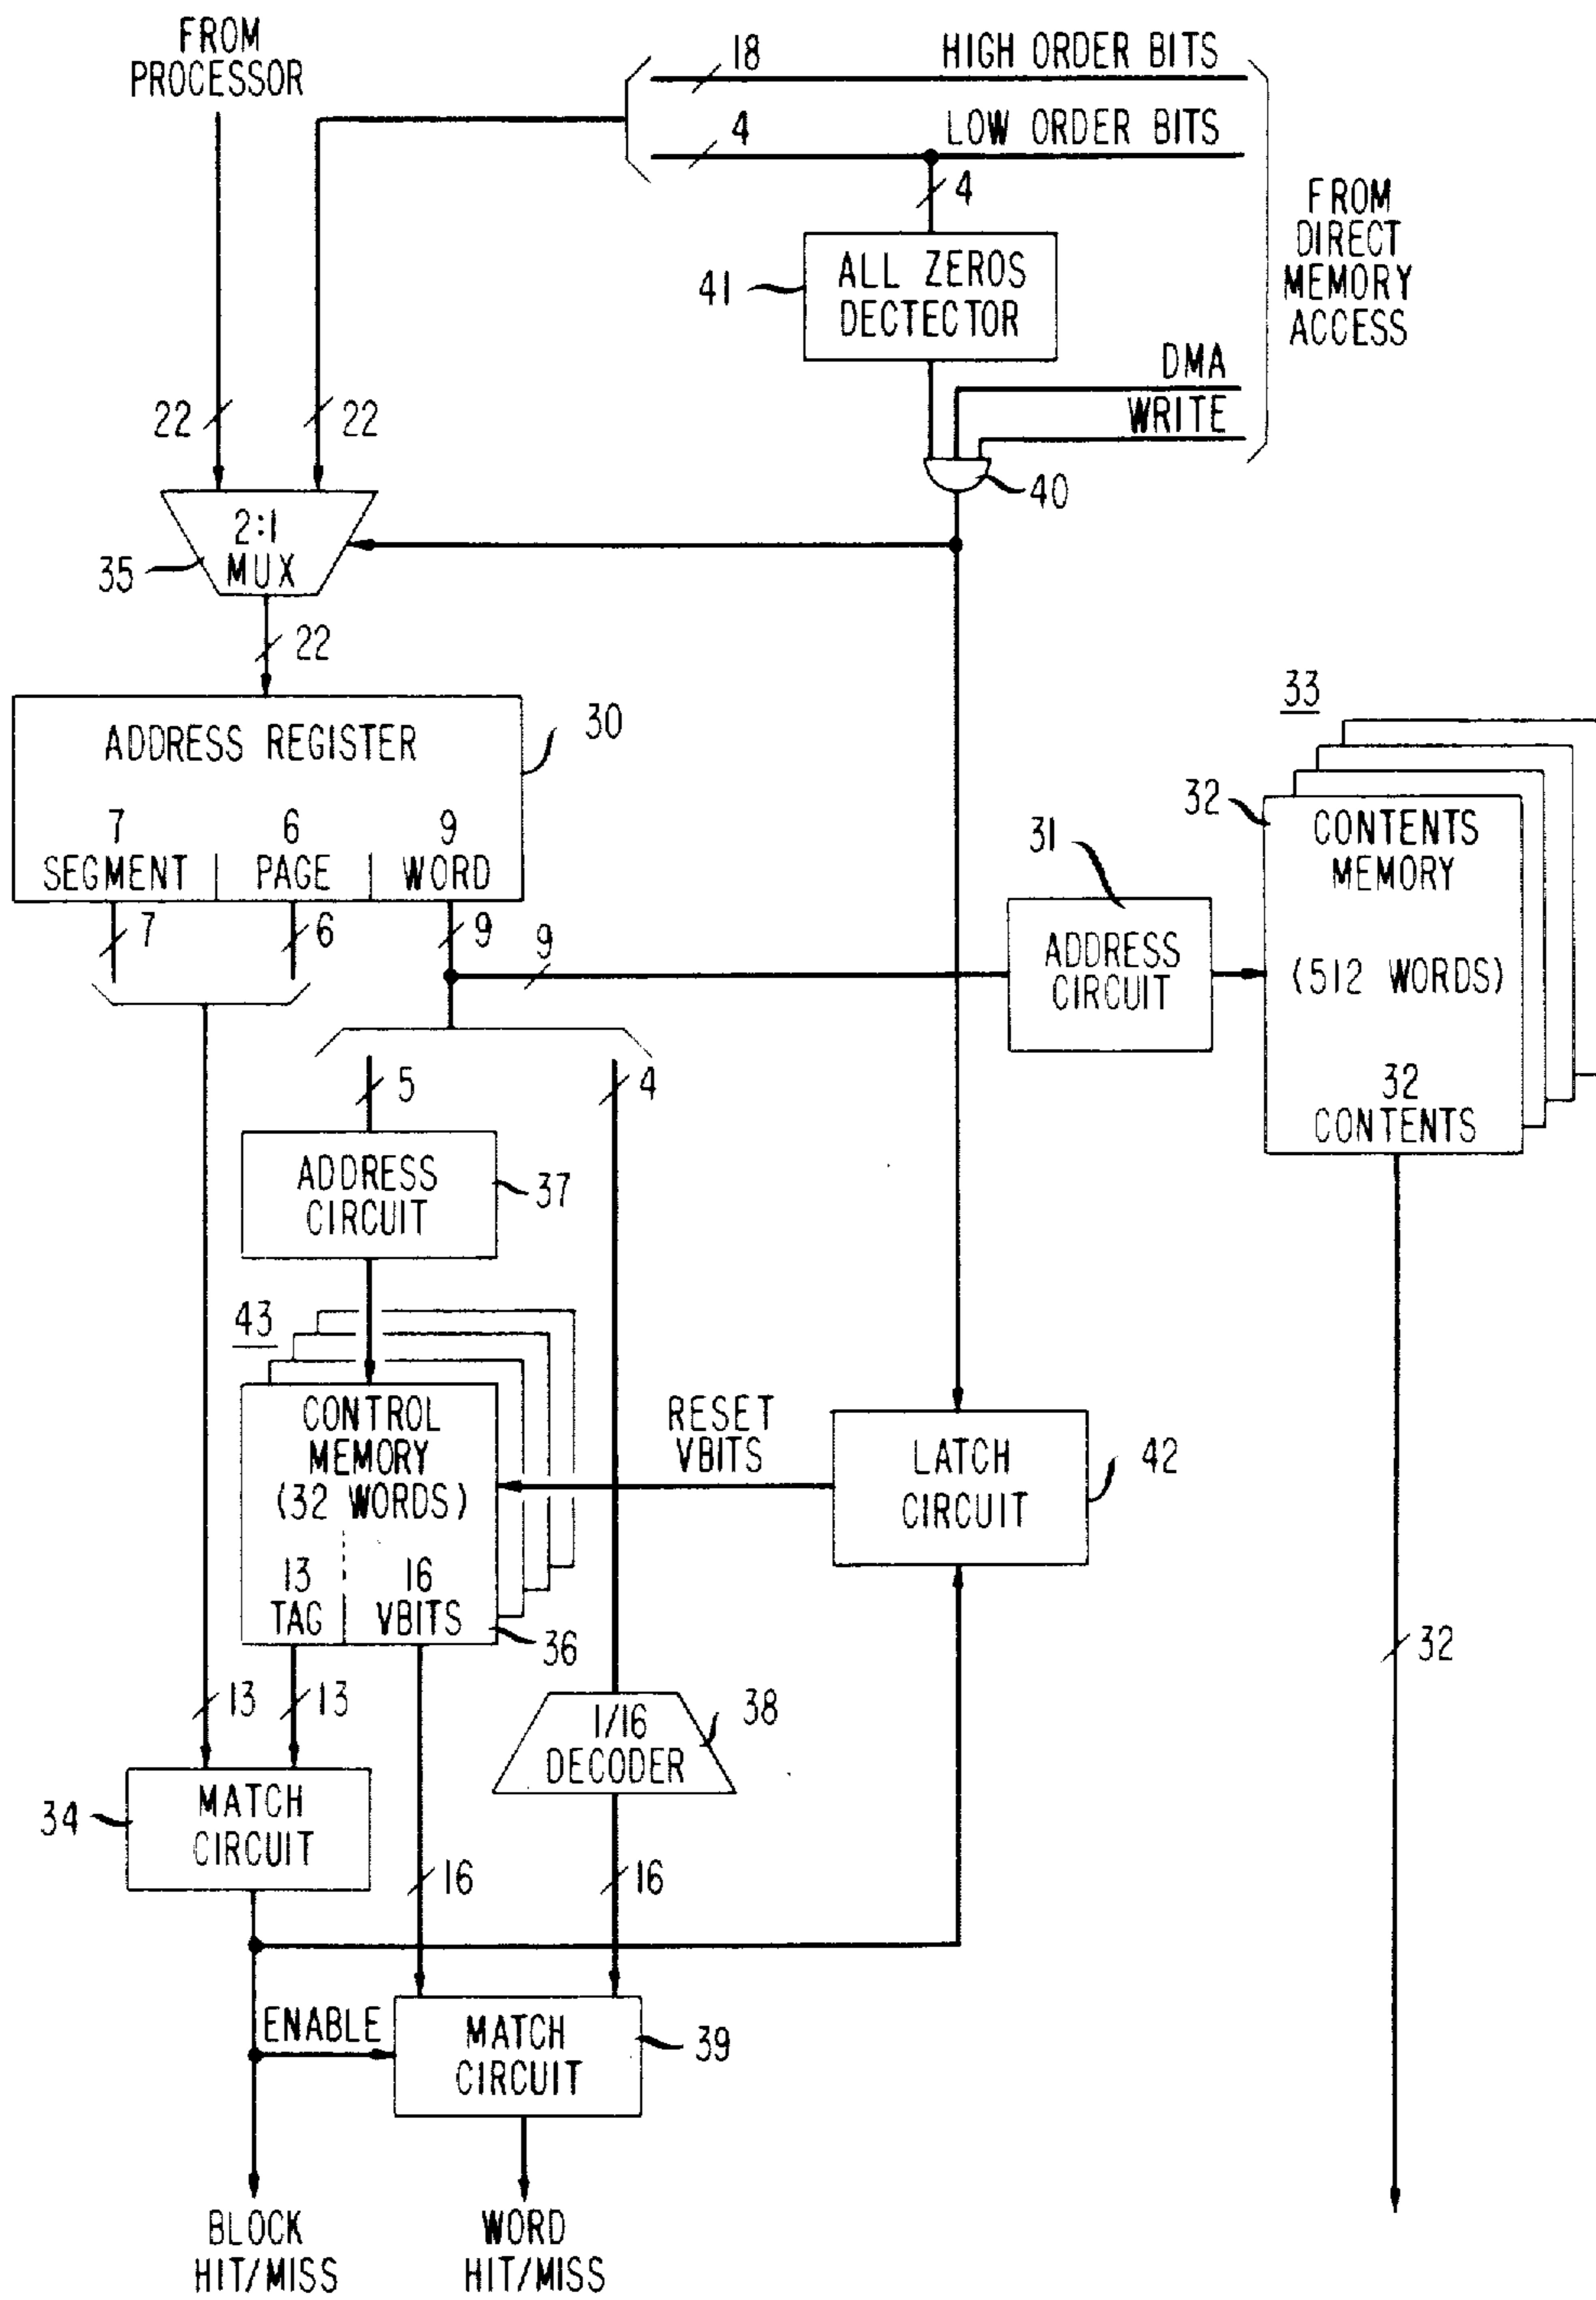 FROM
PROCESSOR
18 HIGH ORDER BITS
4 LOW ORDER BITS
4
FROM
DIRECT
MEMORY
ACCESS
41
ALL ZEROS
DECTECTOR
DMA
WRITE
22
22
40
2:1
MUX
35
22
30
ADDRESS REGISTER
7 6 9
SEGMENT PAGE WORD
7 6 9
9
33
32
CONTENTS
MEMORY
(512 WORDS)
32
CONTENTS
31
ADDRESS
CIRCUIT
5
4
ADDRESS
CIRCUIT
37
43
CONTROL
MEMORY
(32 WORDS)
13 16
TAG VBITS
36
RESET
VBITS
LATCH
CIRCUIT
42
32
13
13
1/16
DECODER
38
34
MATCH
CIRCUIT
16
16
ENABLE
MATCH
CIRCUIT
39
BLOCK
HIT/MISS
WORD
HIT/MISS